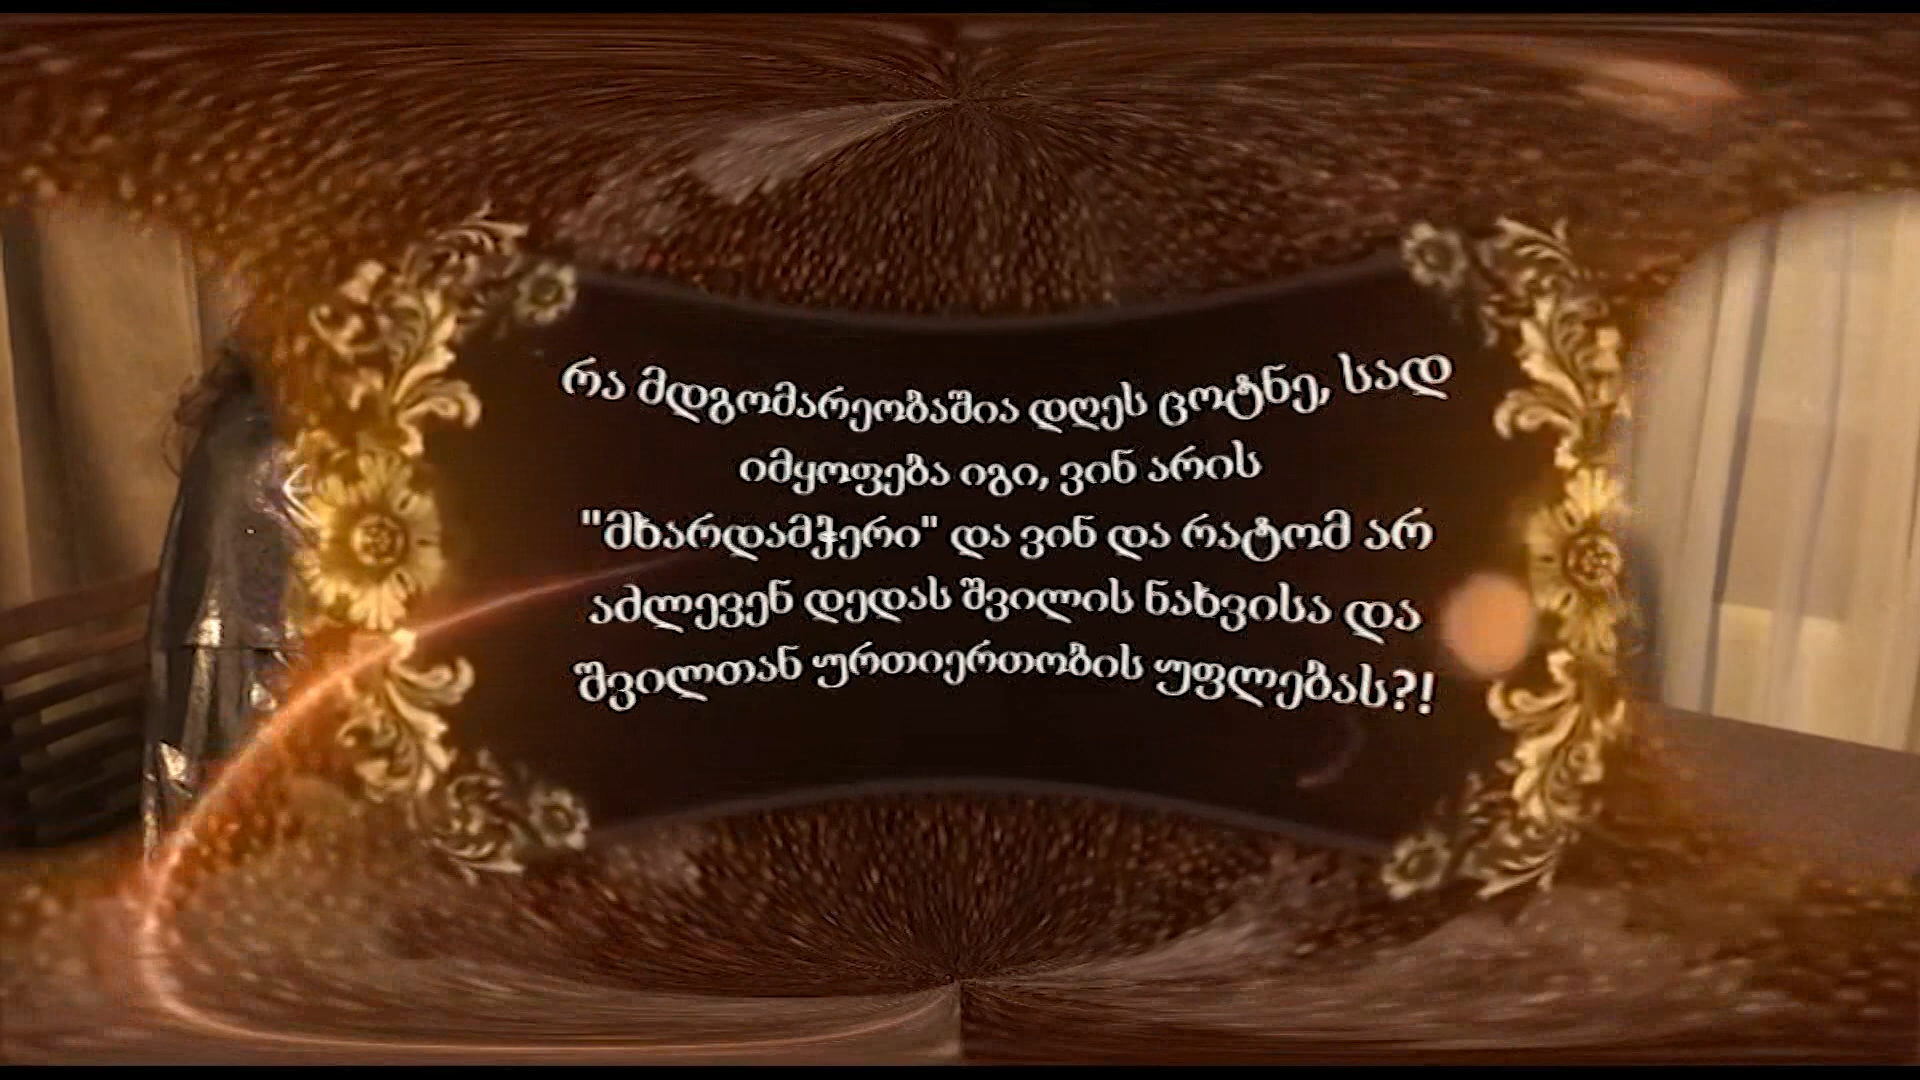 რა მდგომარეობაშია დღეს ცოტნე, სად
იმყოფება იგი, ვინ არის
"მხარდამჭერი" და ვინ და რატომ არ
აძლევენ დედას შვილის ნახვისა და
შვილთან ურთიერთობის უფლებას?!